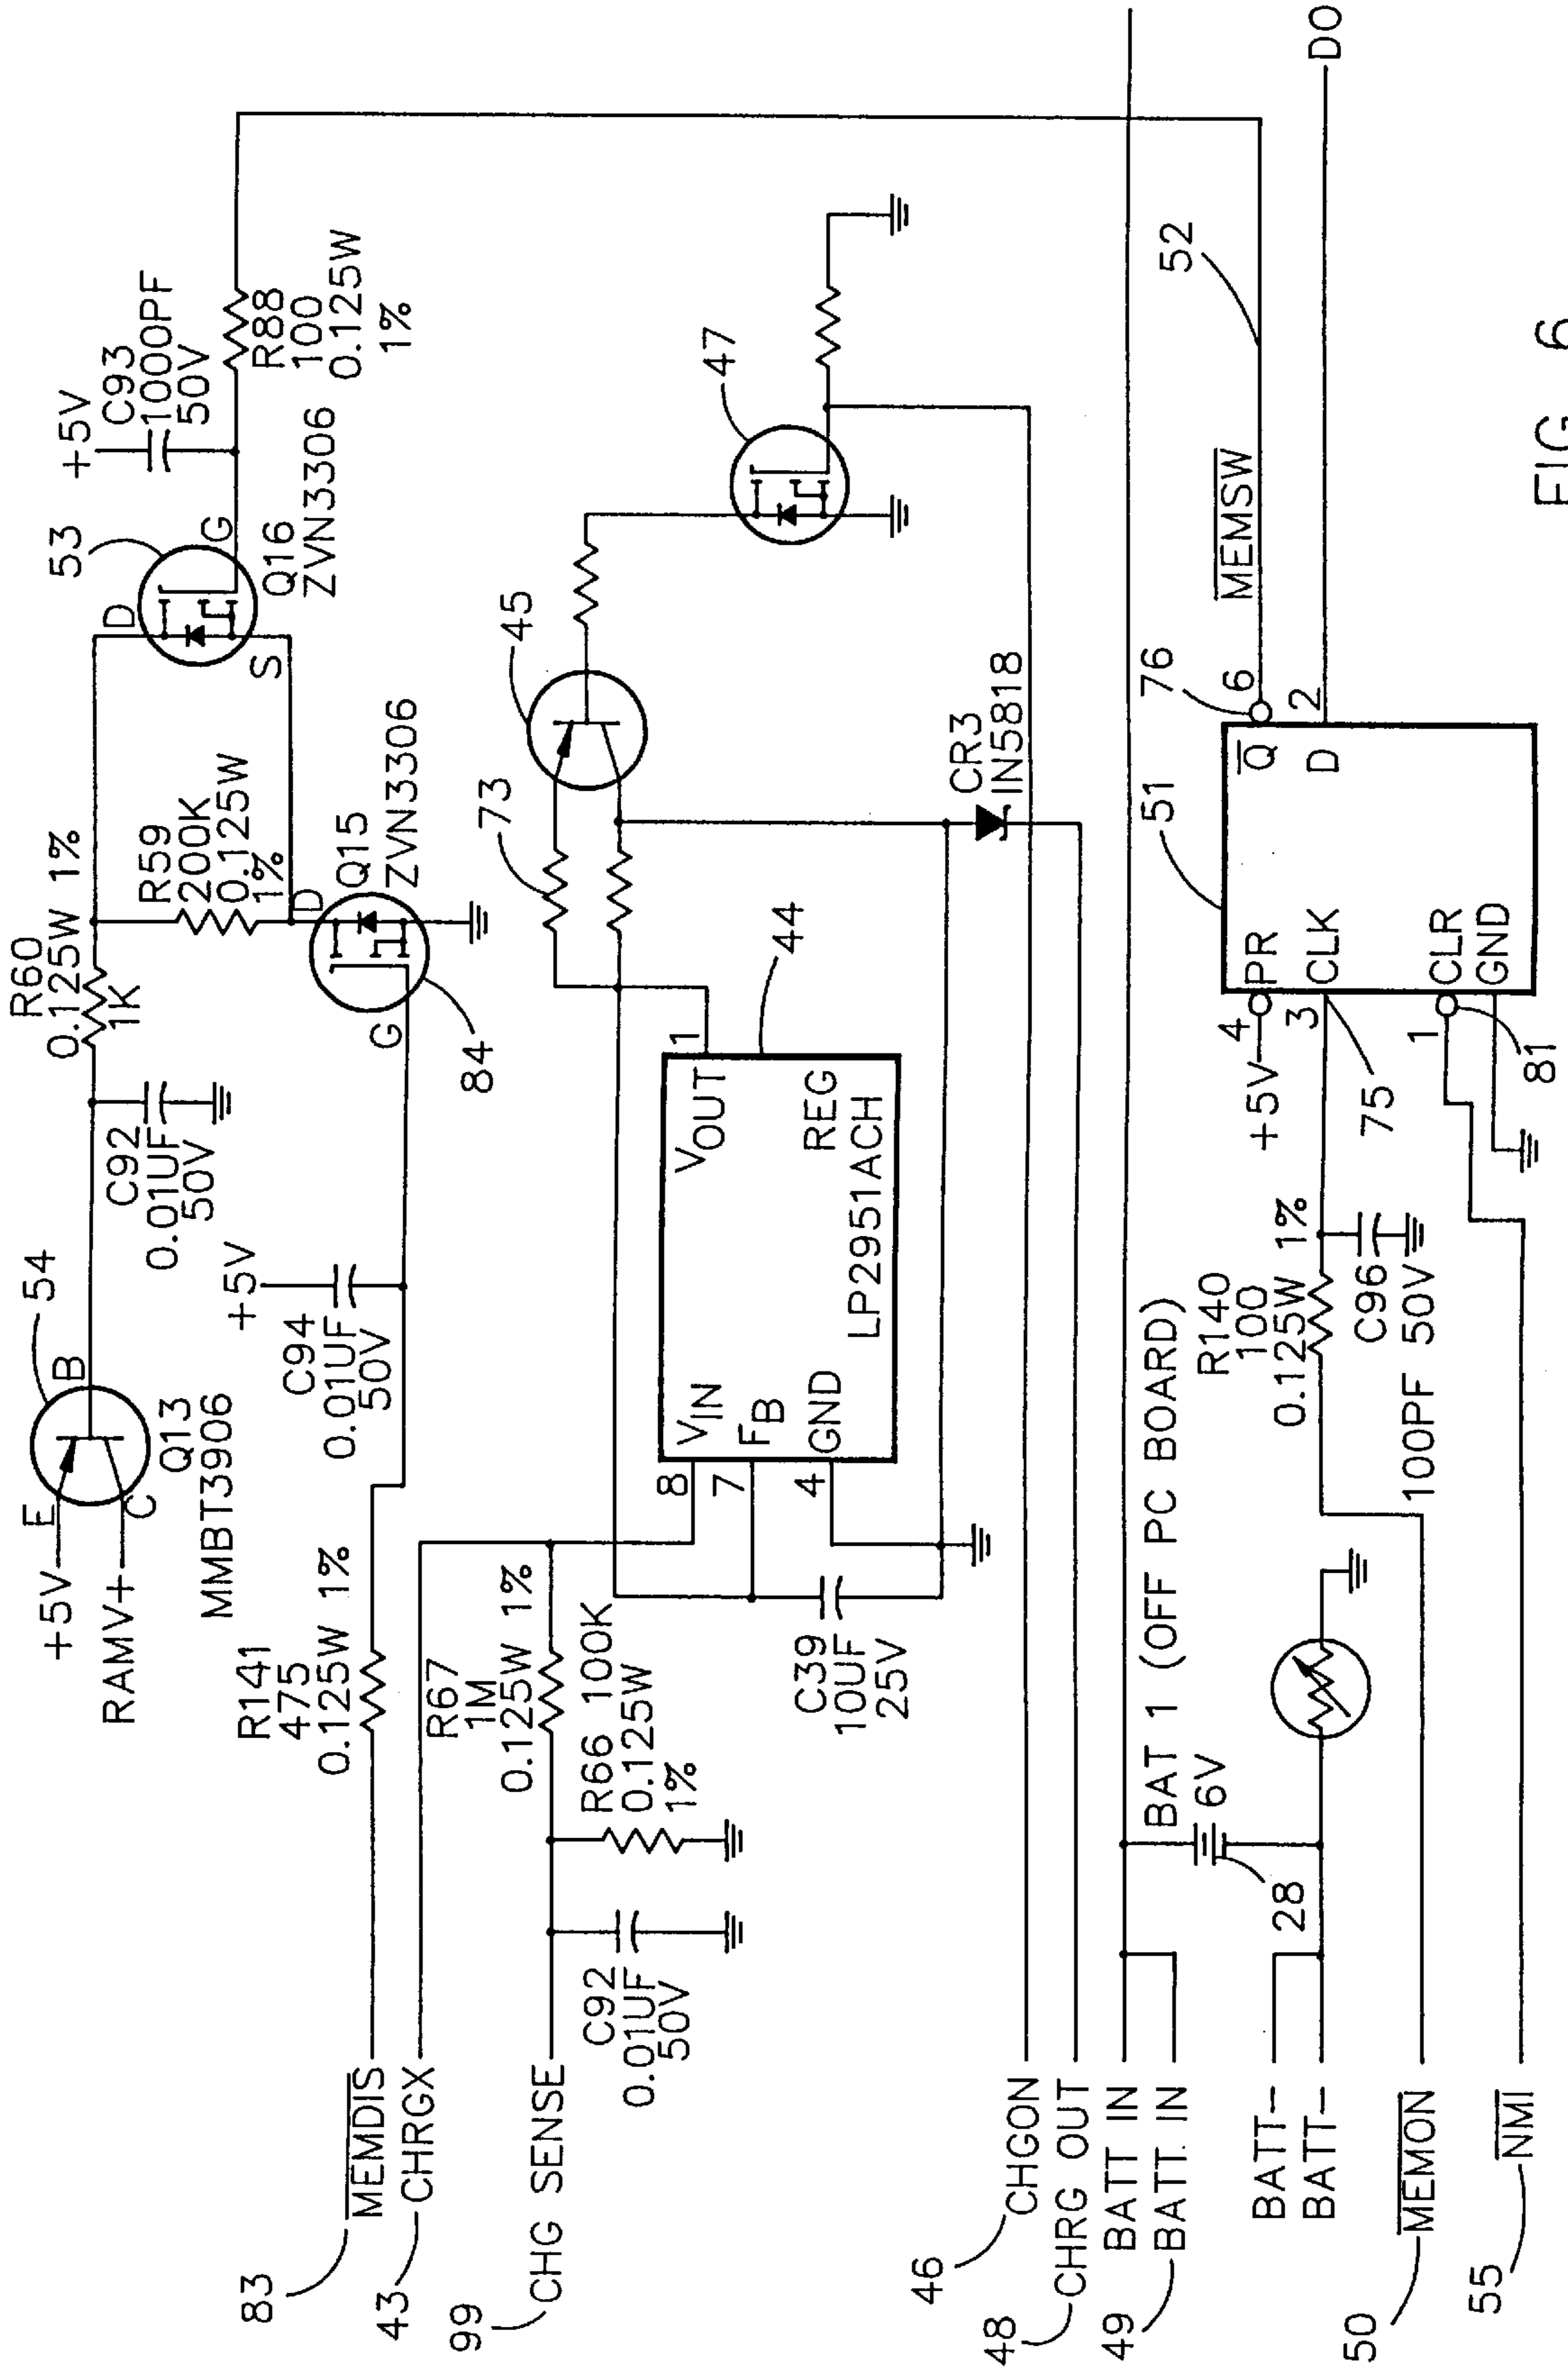 +5V
E
RAMV+
C
B
54
Q13
MMBT3906
C92
0.01UF
50V
R60
0.125W 1%
1K
R59
200K
0.125W
1%
53
D
G
S
Q16
ZVN3306
+5V
C93
1000PF
50V
R88
100
0.125W
1%
D
Q15
ZVN3306
G
84
+5V
C94
0.01UF
50V
R141
475
0.125W 1%
83
MEMDIS
43
CHRGX
R67
1M
0.125W 1%
R66 100K
0.125W
1%
99
CHG SENSE
C92
0.01UF
50V
C39
10UF
25V
8
7
4
VIN
FB
GND
VOUT
REG
LP2951ACH
1
44
73
45
47
CR3
IN5818
46
CHGON
48
CHRG OUT
BATT IN
49
BATT. IN
BAT 1 (OFF PC BOARD)
6V
28
BATT-
BATT-
50
MEMON
55
NMI
R140
100
0.125W 1%
C96
100PF 50V
+5V
4
3
1
75
81
PR
CLK
CLR
GND
Q
D
51
76
6
2
MEMSW
52
D0
FIG. 6